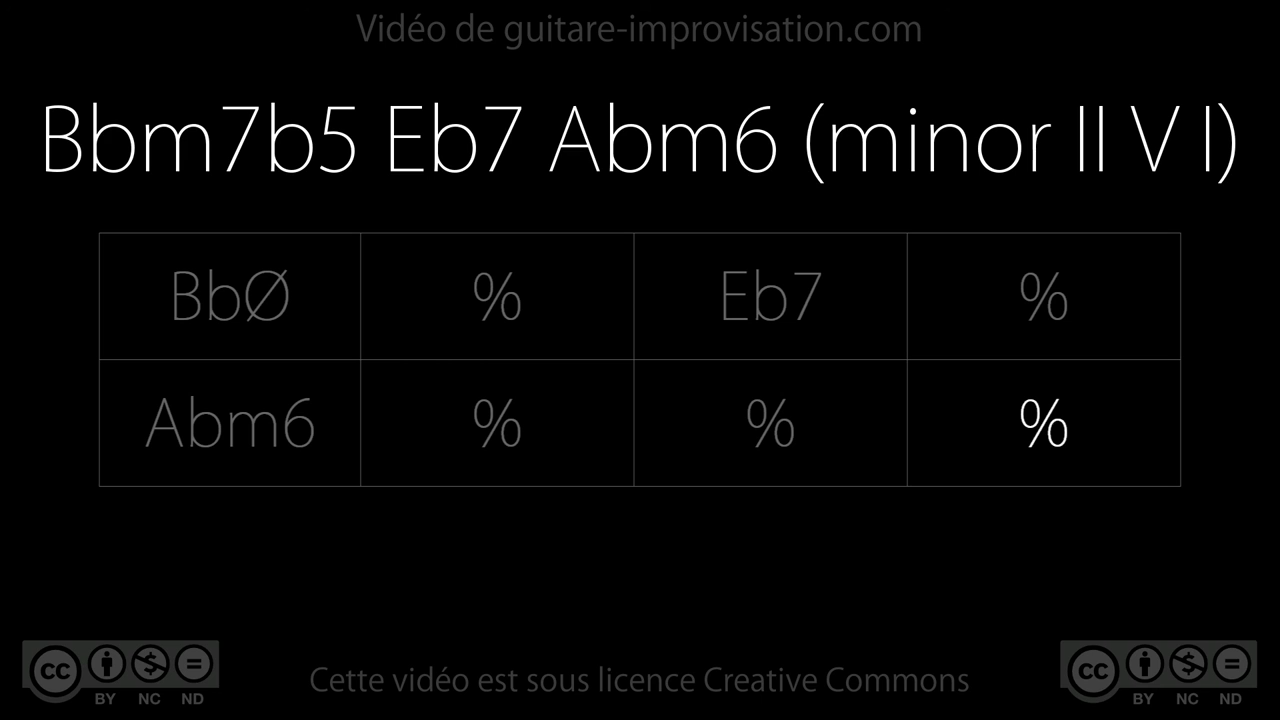 Vidéo de guitare-improvisation.com
Bbm7b5 Eb7 Abm6 (minor II V I)
BbØ % Eb7 %
Abm6 % % %
Cette vidéo est sous licence Creative Commons
cc BY NC ND
cc BY NC ND